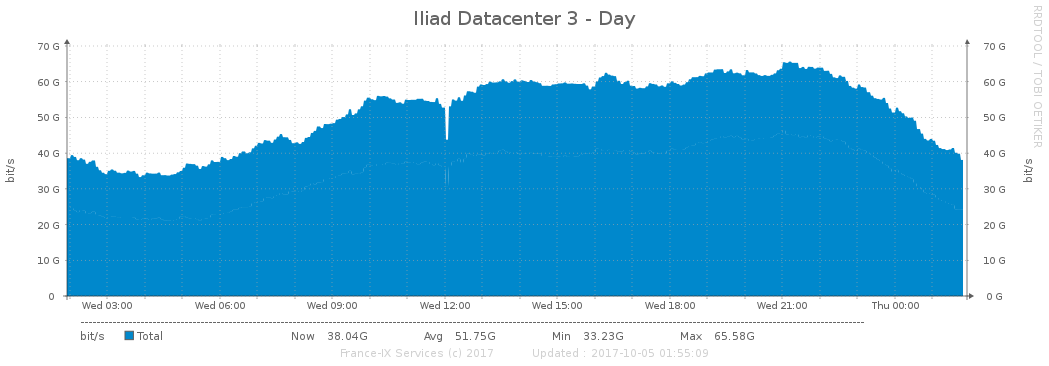 Iliad Datacenter 3 - Day
RRDTOOL / TOBI OETIKER
70 G 70 G
60 G 60 G
50 G 50 G
40 G 40 G
30 G 30 G
20 G 20 G
10 G 10 G
0 0 G
bit/s bit/s
Wed 03:00 Wed 06:00 Wed 09:00 Wed 12:00 Wed 15:00 Wed 18:00 Wed 21:00 Thu 00:00
bit/s Total Now 38.04G Avg 51.75G Min 33.23G Max 65.58G
France-IX Services (c) 2017 Updated : 2017-10-05 01:55:09